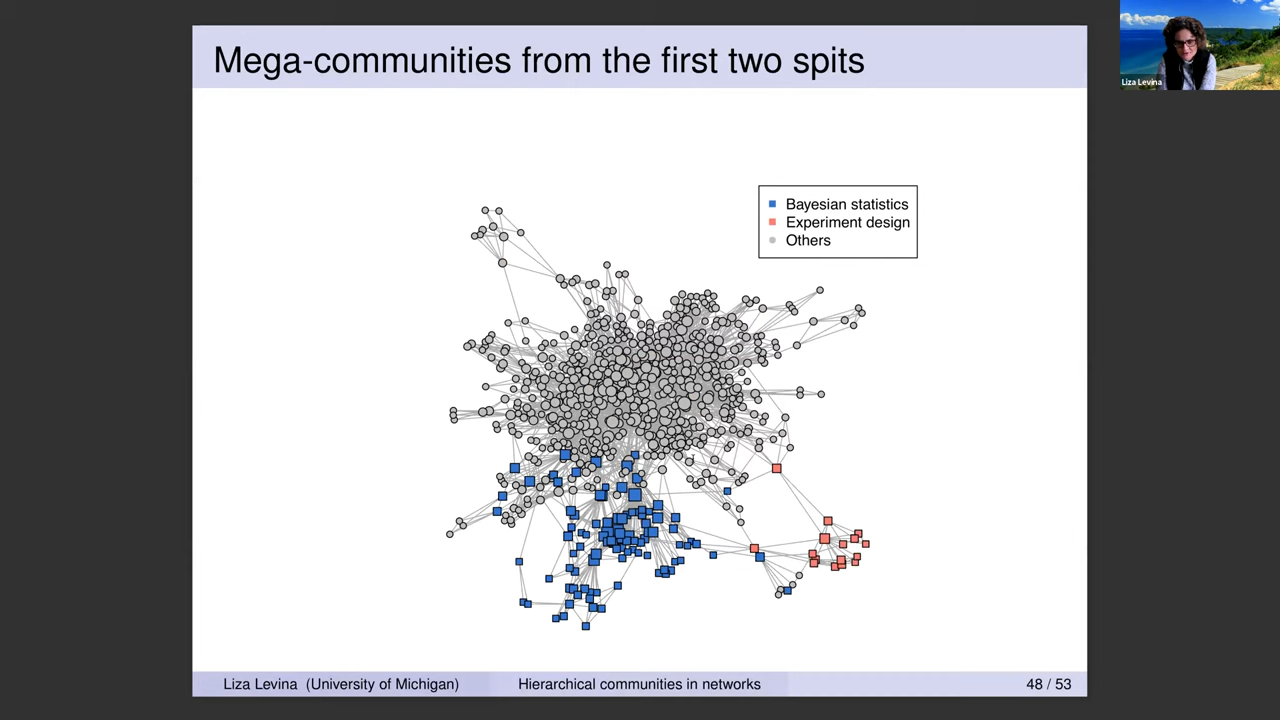 Mega-communities from the first two spits
Liza Levina
Bayesian statistics
Experiment design
Others
Liza Levina (University of Michigan)
Hierarchical communities in networks
48 / 53